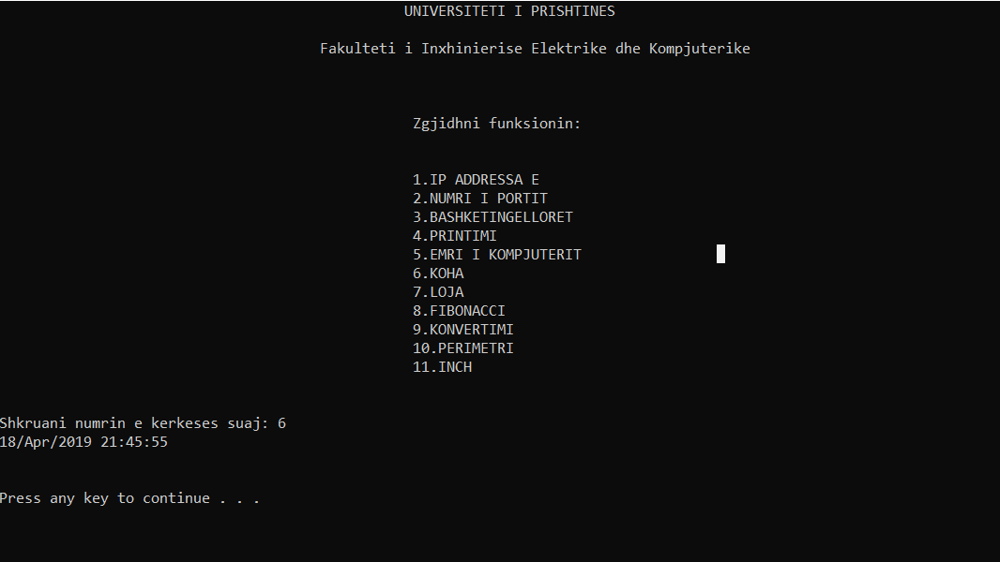 UNIVERSITETI I PRISHTINES
Fakulteti i Inxhinierise Elektrike dhe Kompjuterike
Zgjidhni funksionin:
1.IP ADDRESSA E
2.NUMRI I PORTIT
3.BASHKETINGELLORET
4.PRINTIMI
5.EMRI I KOMPJUTERIT
6.KOHA
7.LOJA
8.FIBONACCI
9.KONVERTIMI
10.PERIMETRI
11.INCH
Shkruani numrin e kerkeses suaj: 6
18/Apr/2019 21:45:55
Press any key to continue . . .